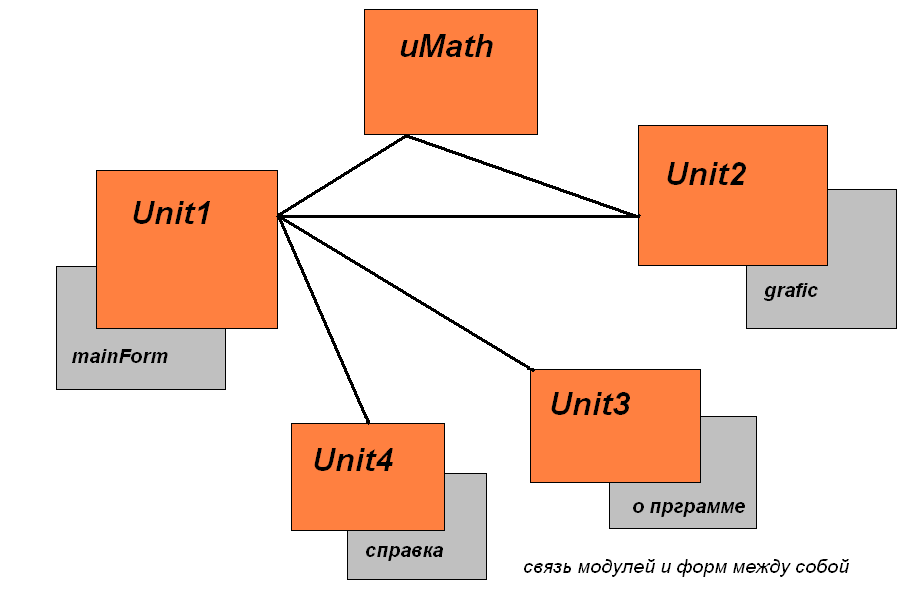 uMath
Unit2
Unit1
grafic
mainForm
Unit3
Unit4
о прграмме
справка
связь модулей и форм между собой